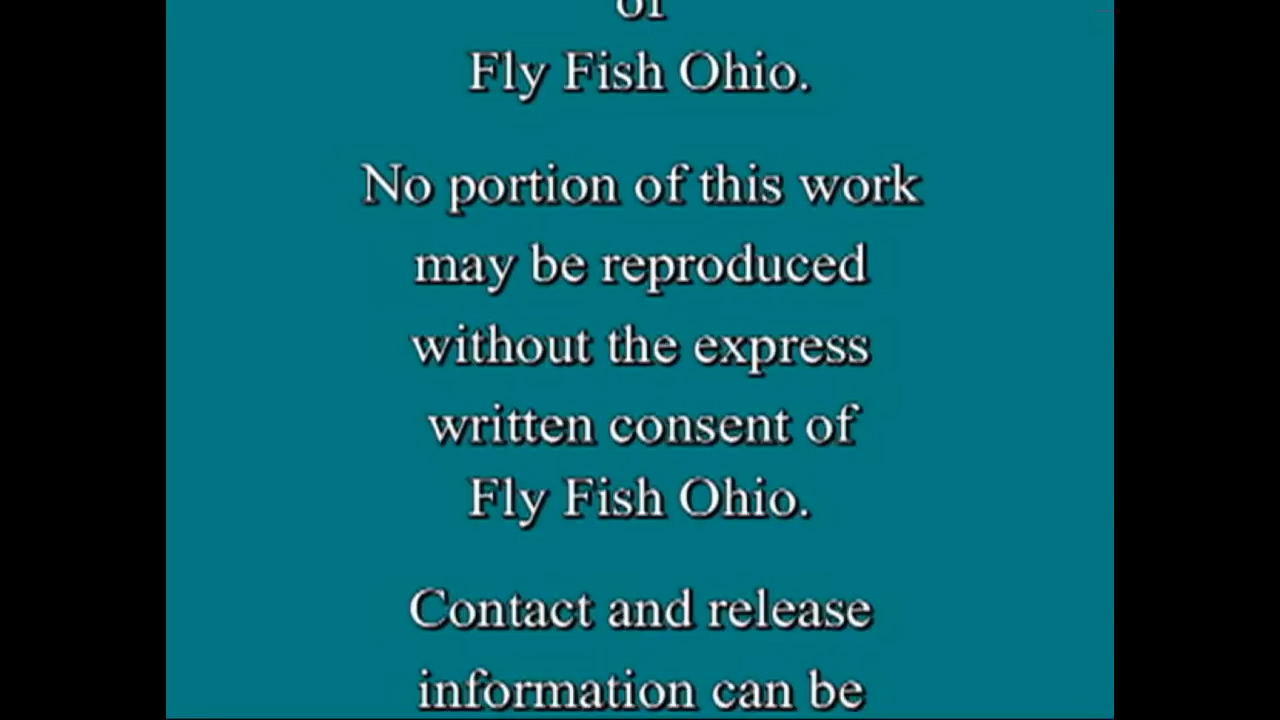 of
Fly Fish Ohio.
No portion of this work
may be reproduced
without the express
written consent of
Fly Fish Ohio.
Contact and release
information can be